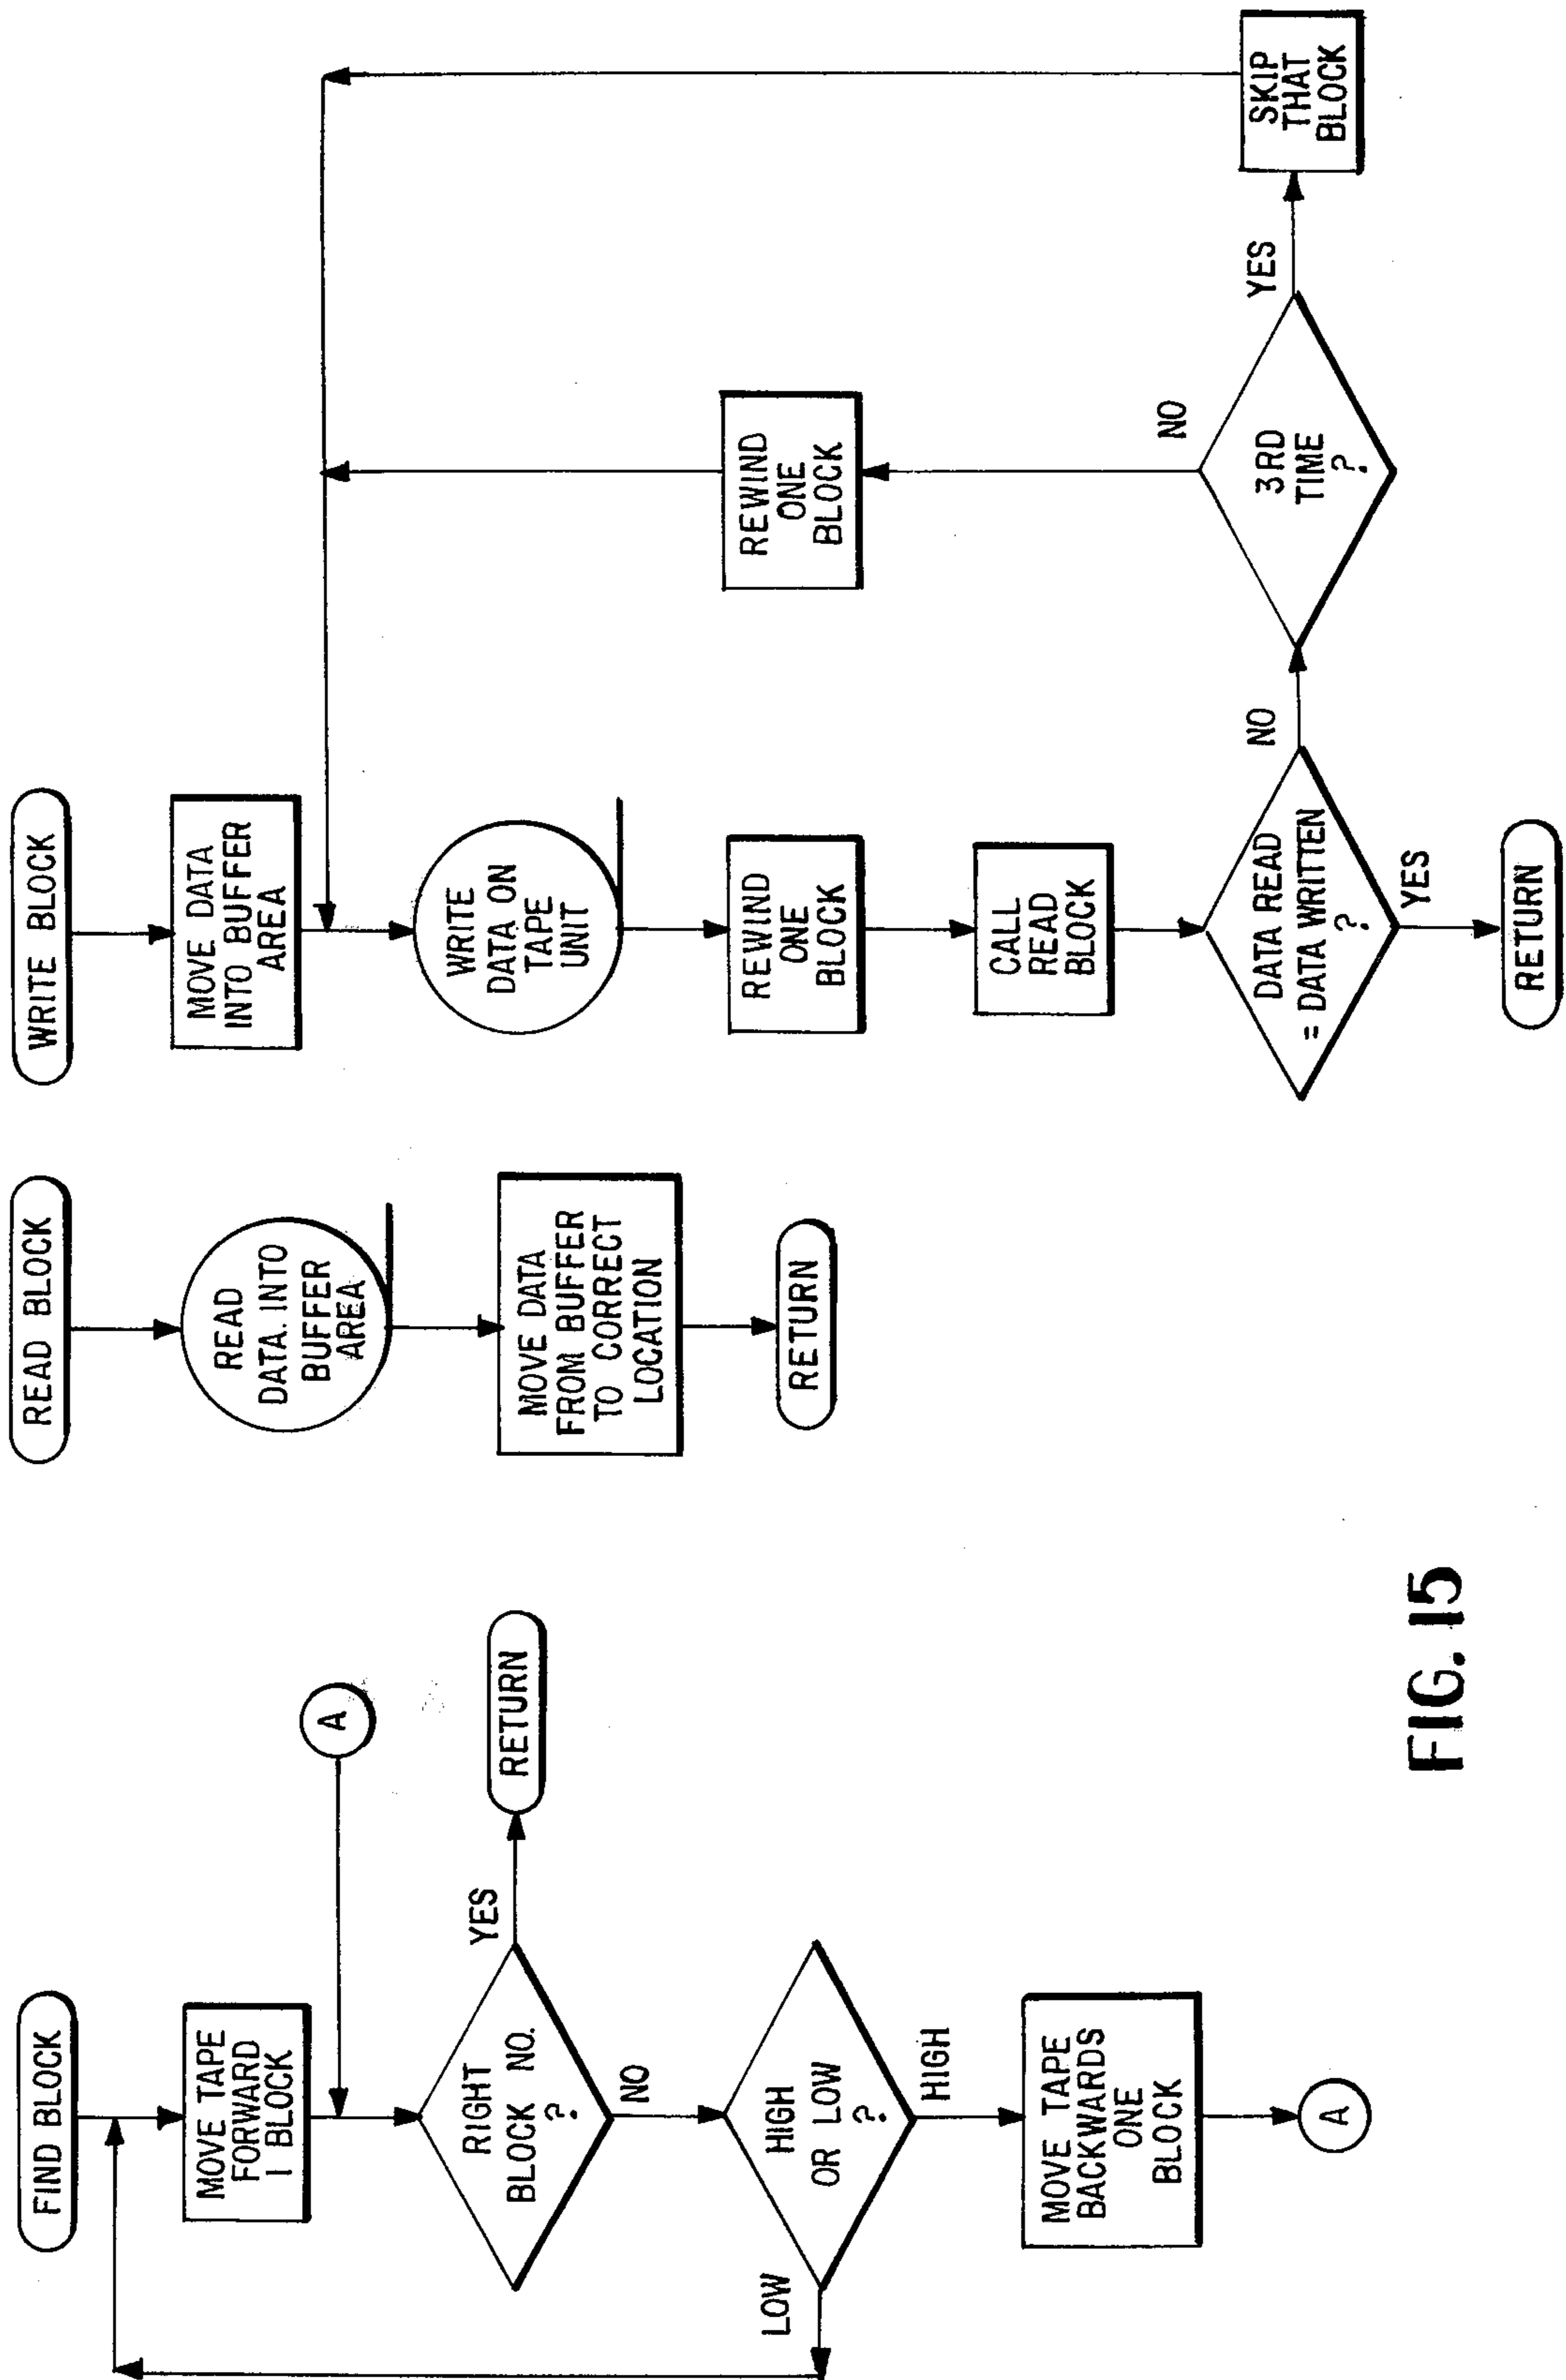 FIND BLOCK
MOVE TAPE
FORWARD
1 BLOCK
A
RIGHT
BLOCK NO.
?
YES
RETURN
NO
HIGH
OR LOW
?
LOW
HIGH
MOVE TAPE
BACKWARDS
ONE
BLOCK
A
READ BLOCK
READ
DATA. INTO
BUFFER
AREA
MOVE DATA
FROM BUFFER
TO CORRECT
LOCATION
RETURN
WRITE BLOCK
MOVE DATA
INTO BUFFER
AREA
WRITE
DATA ON
TAPE
UNIT
REWIND
ONE
BLOCK
CALL
READ
BLOCK
DATA READ
= DATA WRITTEN
?
YES
RETURN
NO
3RD
TIME
?
NO
REWIND
ONE
BLOCK
YES
SKIP
THAT
BLOCK
FIG. 15